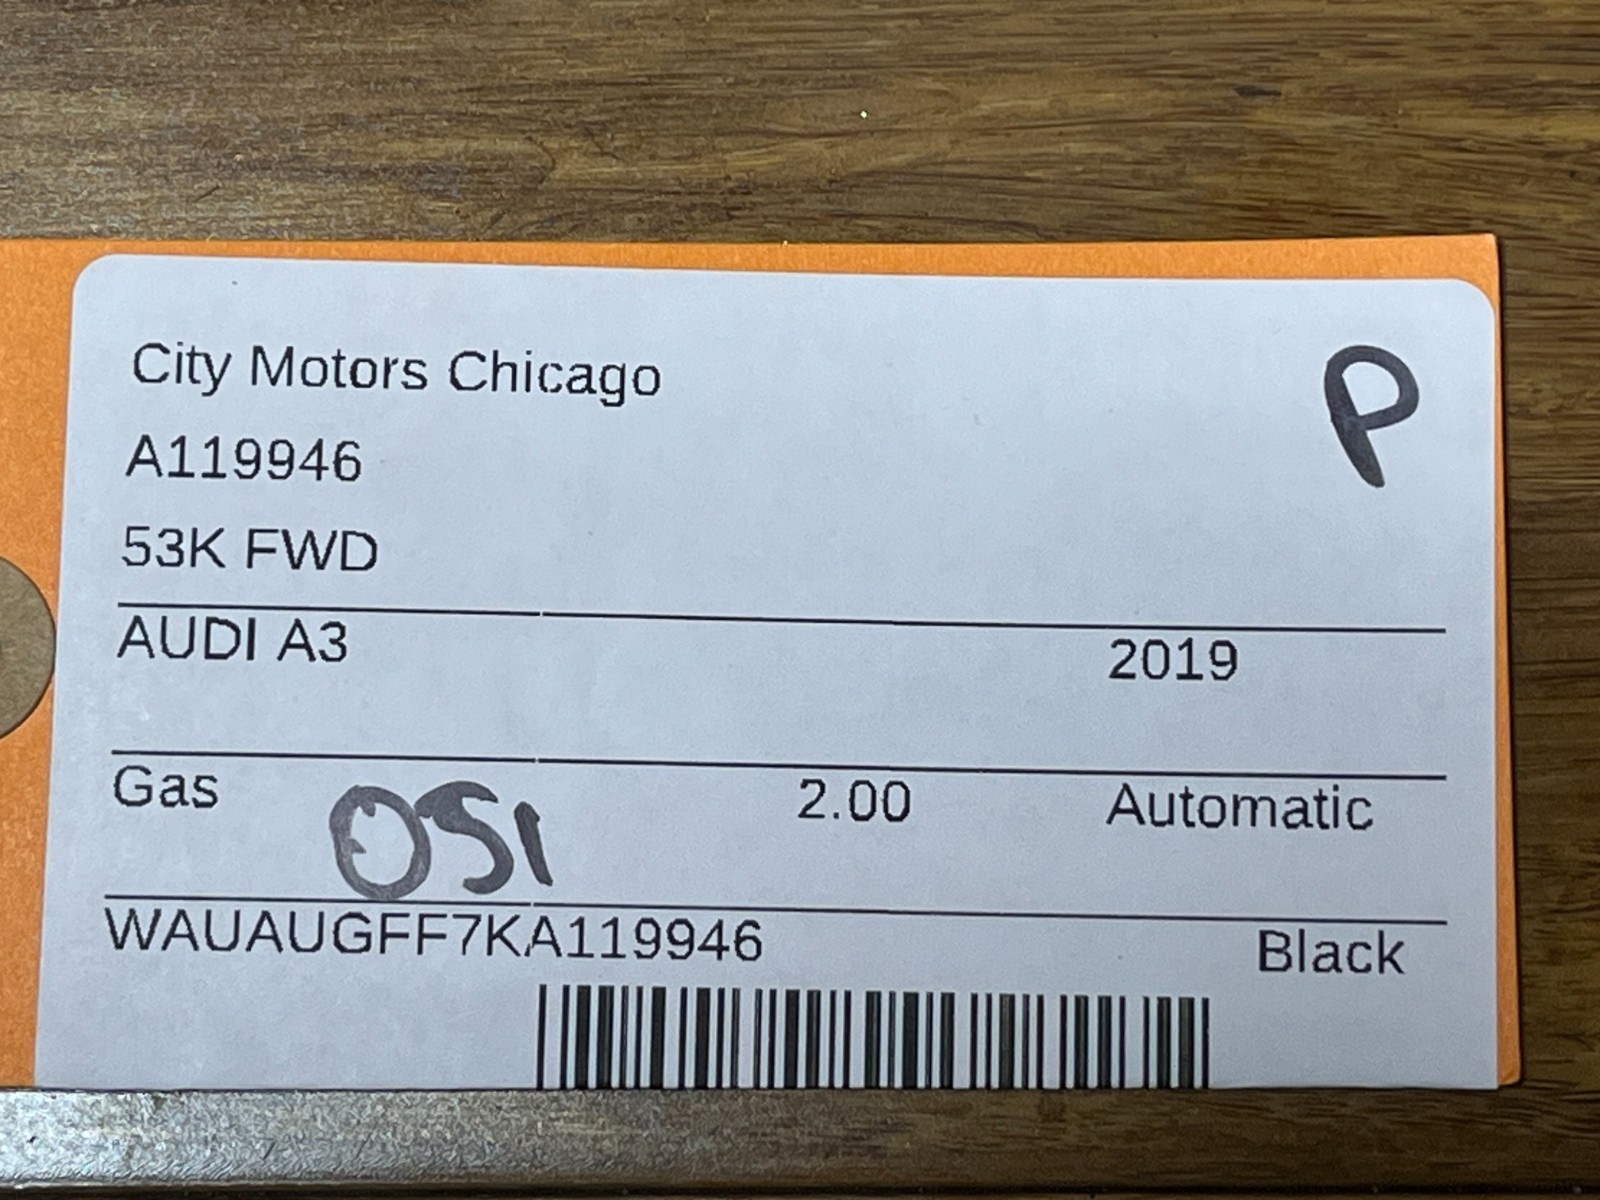 City Motors Chicago
P
A119946
53K FWD
AUDI A3 2019
Gas OSI 2.00 Automatic
WAUAUGFF7KA119946 Black